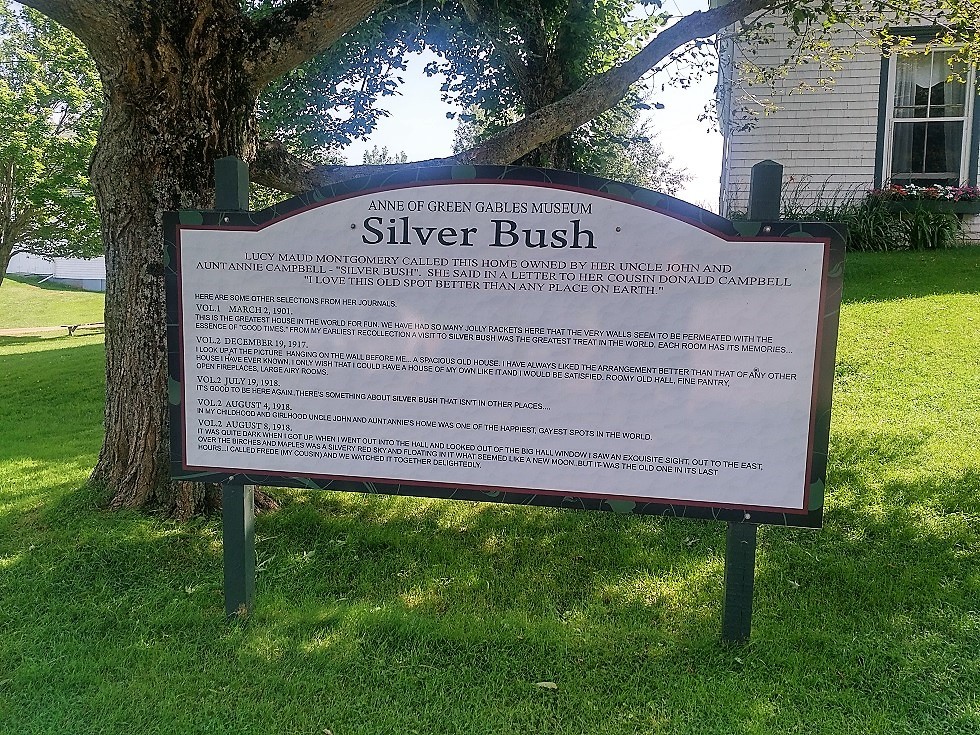 ANNE OF GREEN GABLES MUSEUM
Silver Bush
LUCY MAUD MONTGOMERY CALLED THIS HOME OWNED BY HER UNCLE JOHN AND
AUNT ANNIE CAMPBELL - "SILVER BUSH". SHE SAID IN A LETTER TO HER COUSIN DONALD CAMPBELL
"I LOVE THIS OLD SPOT BETTER THAN ANY PLACE ON EARTH."
HERE ARE SOME OTHER SELECTIONS FROM HER JOURNALS.
VOL.1 MARCH 2, 1901.
THIS IS THE GREATEST HOUSE IN THE WORLD FOR FUN. WE HAVE HAD SO MANY JOLLY RACKETS HERE THAT THE VERY WALLS SEEM TO BE PERMEATED WITH THE
ESSENCE OF "GOOD TIMES." FROM MY EARLIEST RECOLLECTION A VISIT TO SILVER BUSH WAS THE GREATEST TREAT IN THE WORLD. EACH ROOM HAS ITS MEMORIES...
VOL.2 DECEMBER 19, 1917.
I LOOK UP AT THE PICTURE HANGING ON THE WALL BEFORE ME... A SPACIOUS OLD HOUSE. I HAVE ALWAYS LIKED THE ARRANGEMENT BETTER THAN THAT OF ANY OTHER
HOUSE I HAVE EVER KNOWN. I ONLY WISH THAT I COULD HAVE A HOUSE OF MY OWN LIKE IT AND I WOULD BE SATISFIED. ROOMY OLD HALL, FINE PANTRY,
OPEN FIREPLACES, LARGE AIRY ROOMS.
VOL.2 JULY 19, 1918.
IT'S GOOD TO BE HERE AGAIN. THERE'S SOMETHING ABOUT SILVER BUSH THAT ISN'T IN OTHER PLACES....
VOL.2 AUGUST 4, 1918.
IN MY CHILDHOOD AND GIRLHOOD UNCLE JOHN AND AUNT ANNIE'S HOME WAS ONE OF THE HAPPIEST, GAYEST SPOTS IN THE WORLD.
VOL.2 AUGUST 8, 1918.
IT WAS QUITE DARK WHEN I GOT UP. WHEN I WENT OUT INTO THE HALL AND LOOKED OUT OF THE BIG HALL WINDOW I SAW AN EXQUISITE SIGHT. OUT TO THE EAST,
OVER THE BIRCHES AND MAPLES WAS A SILVERY RED SKY AND FLOATING IN IT WHAT SEEMED LIKE A NEW MOON, BUT IT WAS THE OLD ONE IN ITS LAST
HOURS...I CALLED FREDE (MY COUSIN) AND WE WATCHED IT TOGETHER DELIGHTEDLY.